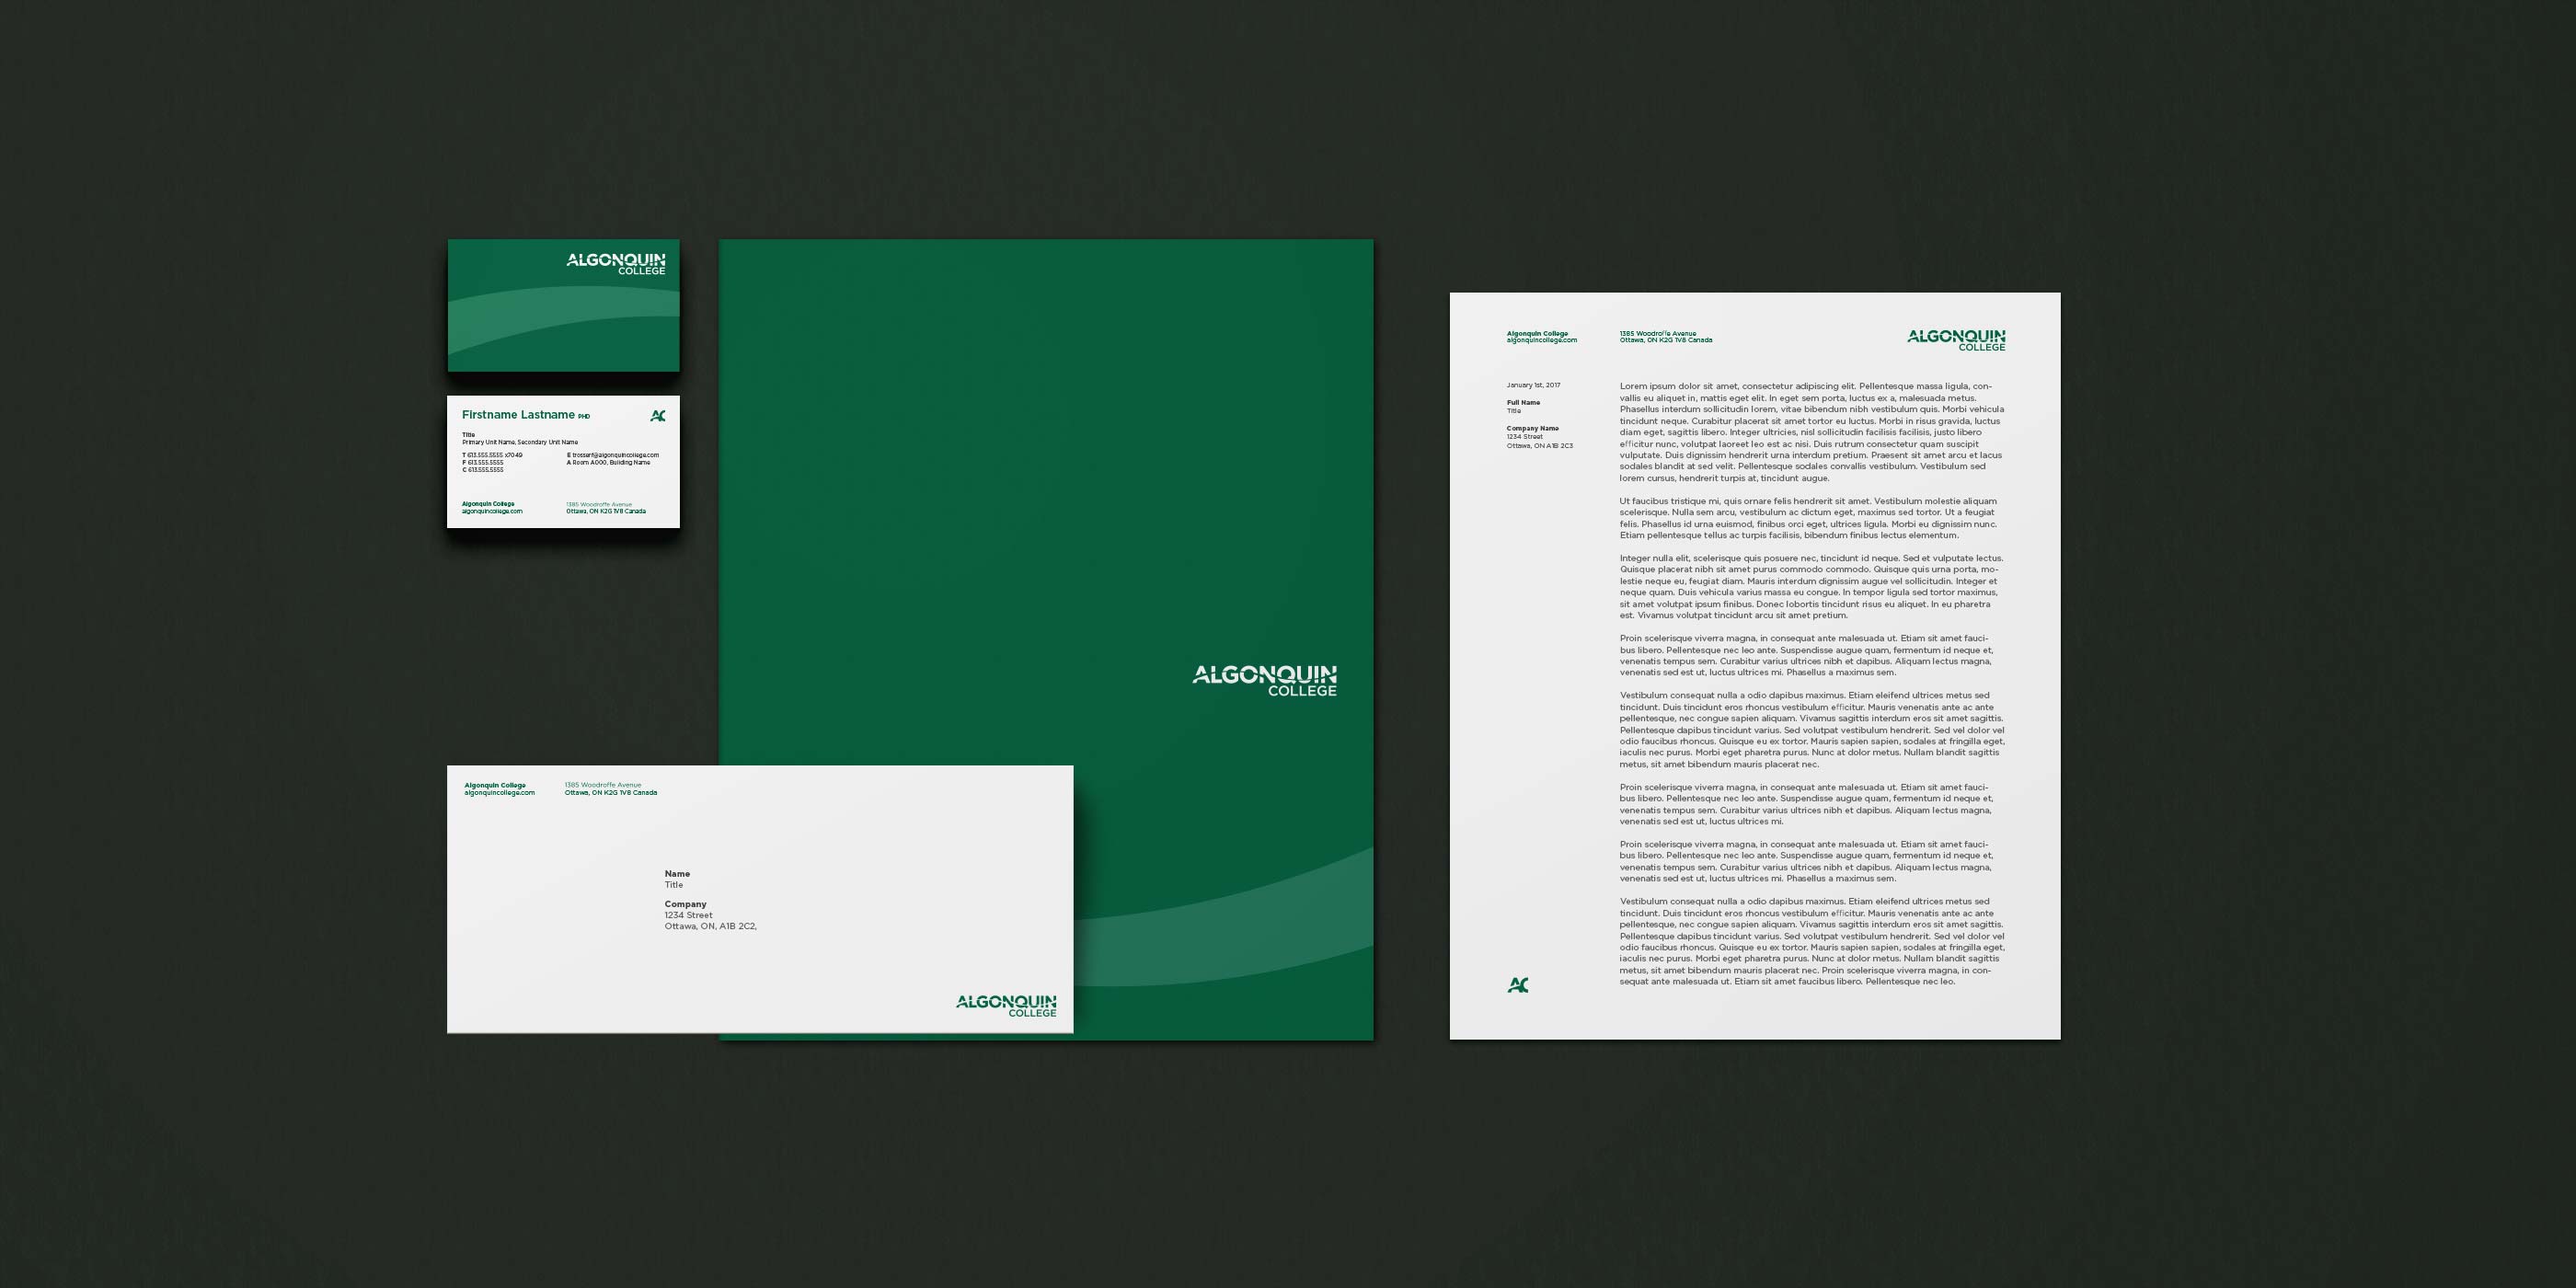 ALGONQUIN
COLLEGE
Firstname Lastname PHD
AC
Title
Primary Unit Name, Secondary Unit Name
T 613.555.5555 x7049
F 613.555.5555
C 613.555.5555
E trosserf@algonquincollege.com
A Room A000, Building Name
Algonquin College
algonquincollege.com
1385 Woodroffe Avenue
Ottawa, ON K2G 1V8 Canada
ALGONQUIN
COLLEGE
Algonquin College
algonquincollege.com
1385 Woodroffe Avenue
Ottawa, ON K2G 1V8 Canada
Name
Title
Company
1234 Street
Ottawa, ON, A1B 2C2,
ALGONQUIN
COLLEGE
Algonquin College
algonquincollege.com
1385 Woodroffe Avenue
Ottawa, ON K2G 1V8 Canada
ALGONQUIN
COLLEGE
January 1st, 2017
Full Name
Title
Company Name
1234 Street
Ottawa, ON A1B 2C3
Lorem ipsum dolor sit amet, consectetur adipiscing elit. Pellentesque massa ligula, con-
vallis eu aliquet in, mattis eget elit. In eget sem porta, luctus ex a, malesuada metus.
Phasellus interdum sollicitudin lorem, vitae bibendum nibh vestibulum quis. Morbi vehicula
tincidunt neque. Curabitur placerat sit amet tortor eu luctus. Morbi in risus gravida, luctus
diam eget, sagittis libero. Integer ultricies, nisl sollicitudin facilisis facilisis, justo libero
efficitur nunc, volutpat laoreet leo est ac nisi. Duis rutrum consectetur quam suscipit
vulputate. Duis dignissim hendrerit urna interdum pretium. Praesent sit amet arcu et lacus
sodales blandit at sed velit. Pellentesque sodales convallis vestibulum. Vestibulum sed
lorem cursus, hendrerit turpis at, tincidunt augue.
Ut faucibus tristique mi, quis ornare felis hendrerit sit amet. Vestibulum molestie aliquam
scelerisque. Nulla sem arcu, vestibulum ac dictum eget, maximus sed tortor. Ut a feugiat
felis. Phasellus id urna euismod, finibus orci eget, ultrices ligula. Morbi eu dignissim nunc.
Etiam pellentesque tellus ac turpis facilisis, bibendum finibus lectus elementum.
Integer nulla elit, scelerisque quis posuere nec, tincidunt id neque. Sed et vulputate lectus.
Quisque placerat nibh sit amet purus commodo commodo. Quisque quis urna porta, mo-
lestie neque eu, feugiat diam. Mauris interdum dignissim augue vel sollicitudin. Integer et
neque quam. Duis vehicula varius massa eu congue. In tempor ligula sed tortor maximus,
sit amet volutpat ipsum finibus. Donec lobortis tincidunt risus eu aliquet. In eu pharetra
est. Vivamus volutpat tincidunt arcu sit amet pretium.
Proin scelerisque viverra magna, in consequat ante malesuada ut. Etiam sit amet fauci-
bus libero. Pellentesque nec leo ante. Suspendisse augue quam, fermentum id neque et,
venenatis tempus sem. Curabitur varius ultrices nibh et dapibus. Aliquam lectus magna,
venenatis sed est ut, luctus ultrices mi. Phasellus a maximus sem.
Vestibulum consequat nulla a odio dapibus maximus. Etiam eleifend ultrices metus sed
tincidunt. Duis tincidunt eros rhoncus vestibulum efficitur. Mauris venenatis ante ac ante
pellentesque, nec congue sapien aliquam. Vivamus sagittis interdum eros sit amet sagittis.
Pellentesque dapibus tincidunt varius. Sed volutpat vestibulum hendrerit. Sed vel dolor vel
odio faucibus rhoncus. Quisque eu ex tortor. Mauris sapien sapien, sodales at fringilla eget,
iaculis nec purus. Morbi eget pharetra purus. Nunc at dolor metus. Nullam blandit sagittis
metus, sit amet bibendum mauris placerat nec.
Proin scelerisque viverra magna, in consequat ante malesuada ut. Etiam sit amet fauci-
bus libero. Pellentesque nec leo ante. Suspendisse augue quam, fermentum id neque et,
venenatis tempus sem. Curabitur varius ultrices nibh et dapibus. Aliquam lectus magna,
venenatis sed est ut, luctus ultrices mi.
Proin scelerisque viverra magna, in consequat ante malesuada ut. Etiam sit amet fauci-
bus libero. Pellentesque nec leo ante. Suspendisse augue quam, fermentum id neque et,
venenatis tempus sem. Curabitur varius ultrices nibh et dapibus. Aliquam lectus magna,
venenatis sed est ut, luctus ultrices mi. Phasellus a maximus sem.
Vestibulum consequat nulla a odio dapibus maximus. Etiam eleifend ultrices metus sed
tincidunt. Duis tincidunt eros rhoncus vestibulum efficitur. Mauris venenatis ante ac ante
pellentesque, nec congue sapien aliquam. Vivamus sagittis interdum eros sit amet sagittis.
Pellentesque dapibus tincidunt varius. Sed volutpat vestibulum hendrerit. Sed vel dolor vel
odio faucibus rhoncus. Quisque eu ex tortor. Mauris sapien sapien, sodales at fringilla eget,
iaculis nec purus. Morbi eget pharetra purus. Nunc at dolor metus. Nullam blandit sagittis
metus, sit amet bibendum mauris placerat nec. Proin scelerisque viverra magna, in con-
sequat ante malesuada ut. Etiam sit amet faucibus libero. Pellentesque nec leo.
AC